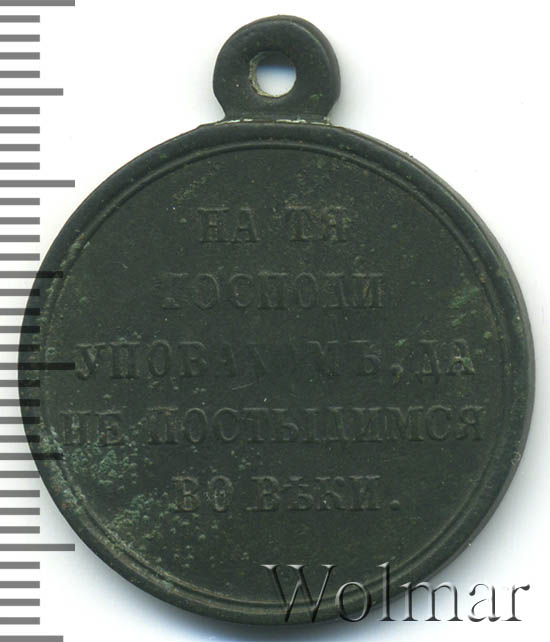 НА ТЯ
ГОСПОДИ
УПОВАХОМЪ, ДА
НЕ ПОСТЫДИМСЯ
ВО ВѢКИ.
Wolmar